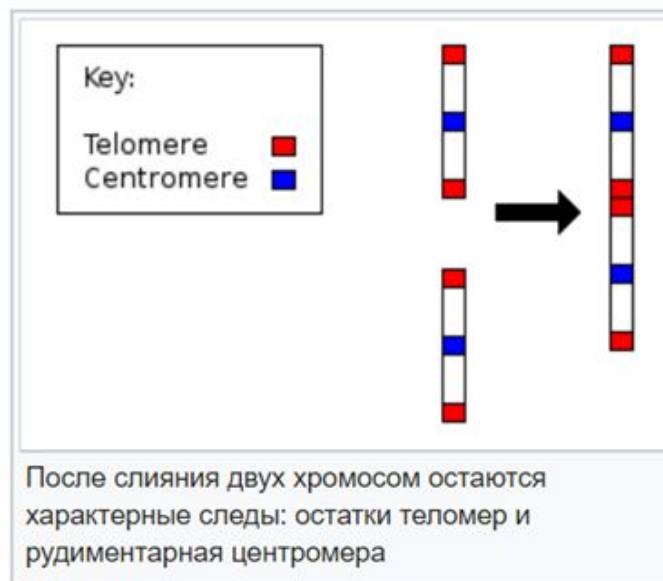 Key:
Telomere
Centromere
После слияния двух хромосом остаются
характерные следы: остатки теломер и
рудиментарная центромера